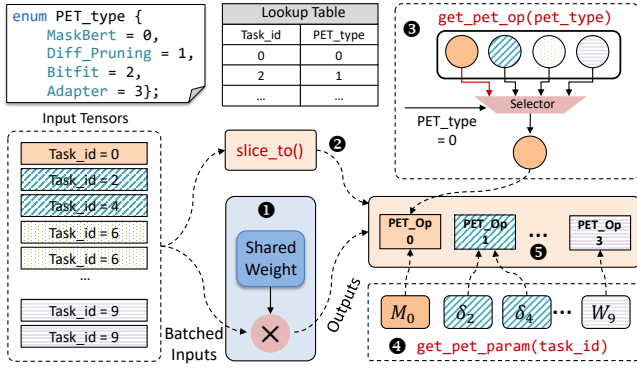 enum PET_type {
MaskBert = 0,
Diff_Pruning = 1,
Bitfit = 2,
Adapter = 3};
Lookup Table
Task_id PET_type
0 0
2 1
... ...
❸ get_pet_op(pet_type)
Selector
PET_type
= 0
Input Tensors
Task_id = 0
Task_id = 2
Task_id = 4
Task_id = 6
Task_id = 6
...
Task_id = 9
Task_id = 9
slice_to()
❷
❶
Shared
Weight
×
Batched
Inputs
Outputs
PET_Op
0
PET_Op
1
...
PET_Op
3
❺
M₀
δ₂
δ₄
...
W₉
❹ get_pet_param(task_id)